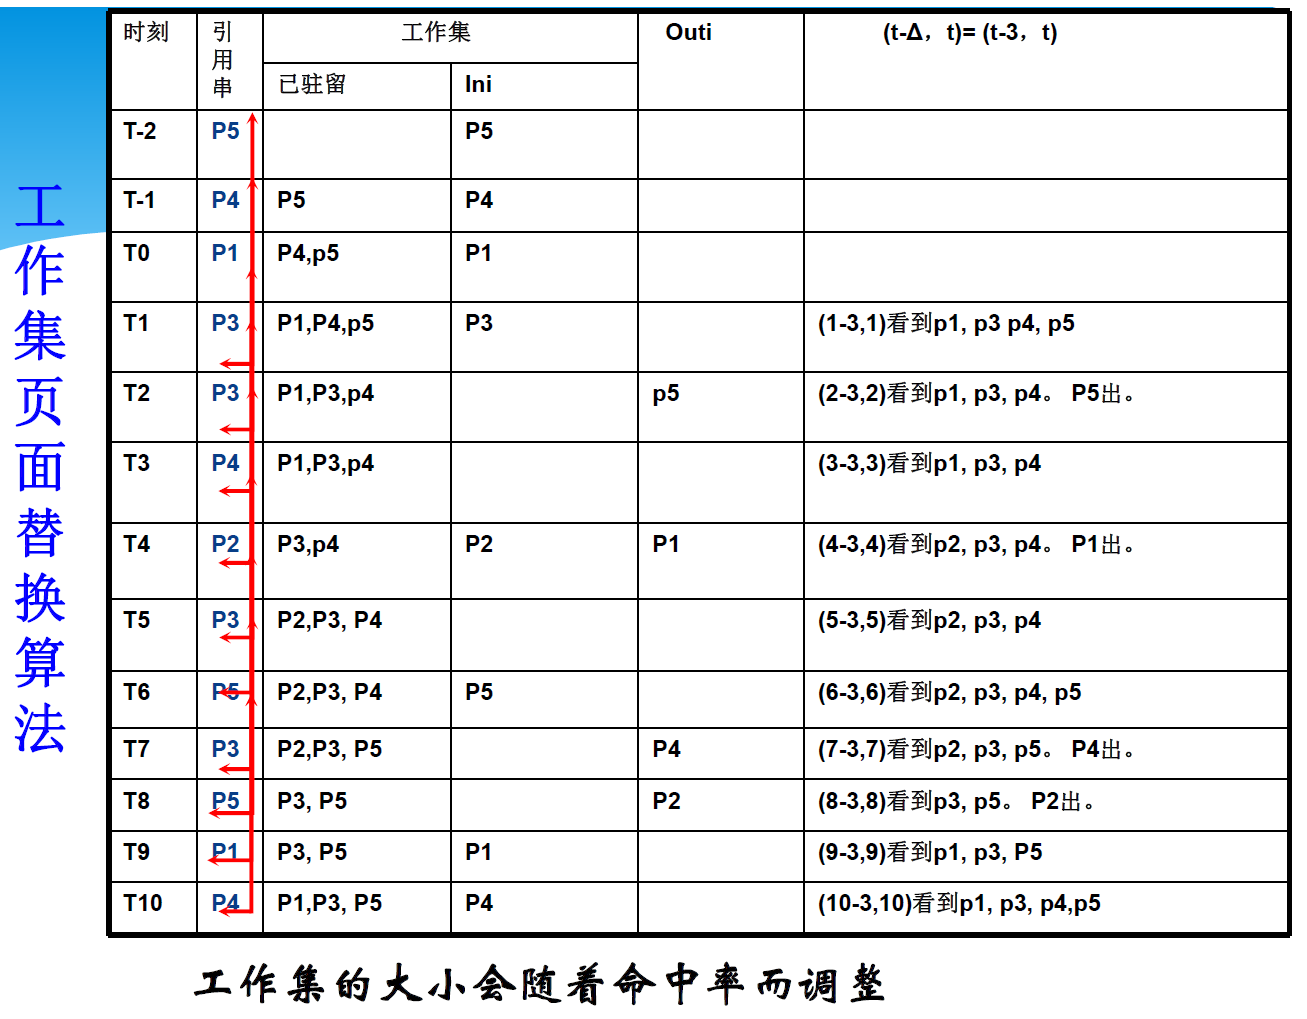 工作集页面替换算法
时刻 引用串 工作集 Outi (t-Δ，t)= (t-3，t)
已驻留 Ini
T-2 P5 P5
T-1 P4 P5 P4
T0 P1 P4,p5 P1
T1 P3 P1,P4,p5 P3 (1-3,1)看到p1, p3 p4, p5
T2 P3 P1,P3,p4 p5 (2-3,2)看到p1, p3, p4。 P5出。
T3 P4 P1,P3,p4 (3-3,3)看到p1, p3, p4
T4 P2 P3,p4 P2 P1 (4-3,4)看到p2, p3, p4。 P1出。
T5 P3 P2,P3, P4 (5-3,5)看到p2, p3, p4
T6 P5 P2,P3, P4 P5 (6-3,6)看到p2, p3, p4, p5
T7 P3 P2,P3, P5 P4 (7-3,7)看到p2, p3, p5。 P4出。
T8 P5 P3, P5 P2 (8-3,8)看到p3, p5。 P2出。
T9 P1 P3, P5 P1 (9-3,9)看到p1, p3, P5
T10 P4 P1,P3, P5 P4 (10-3,10)看到p1, p3, p4,p5
工作集的大小会随着命中率而调整